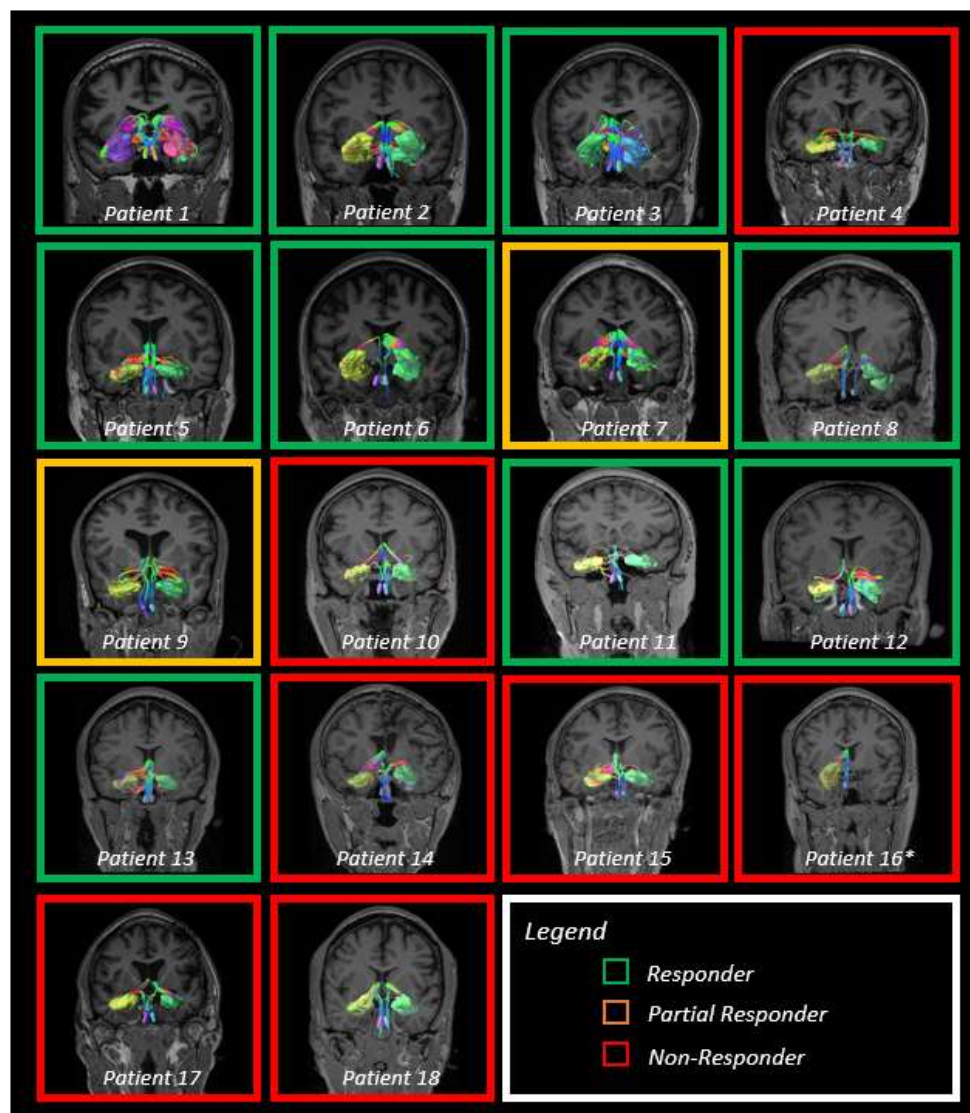 Patient 1
Patient 2
Patient 3
Patient 4
Patient 5
Patient 6
Patient 7
Patient 8
Patient 9
Patient 10
Patient 11
Patient 12
Patient 13
Patient 14
Patient 15
Patient 16*
Patient 17
Patient 18
Legend
Responder
Partial Responder
Non-Responder